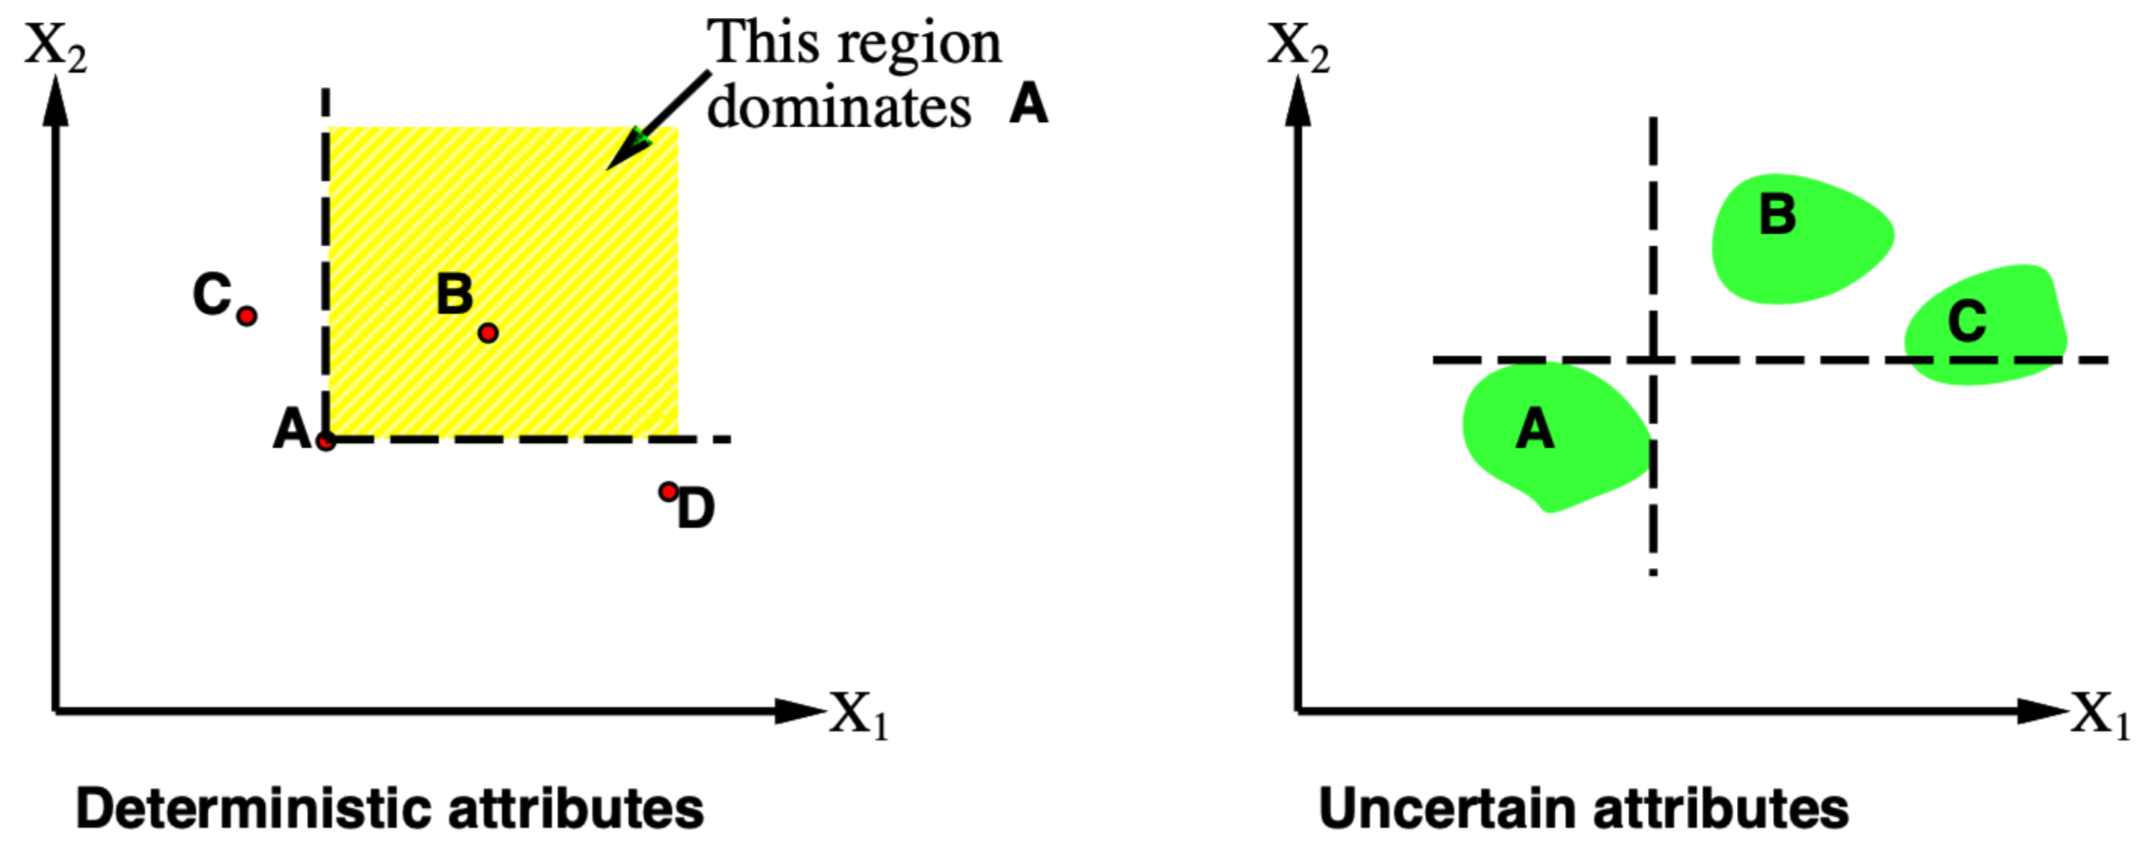 X₂
This region
dominates A
C
B
A
D
X₁
Deterministic attributes
X₂
B
C
A
X₁
Uncertain attributes